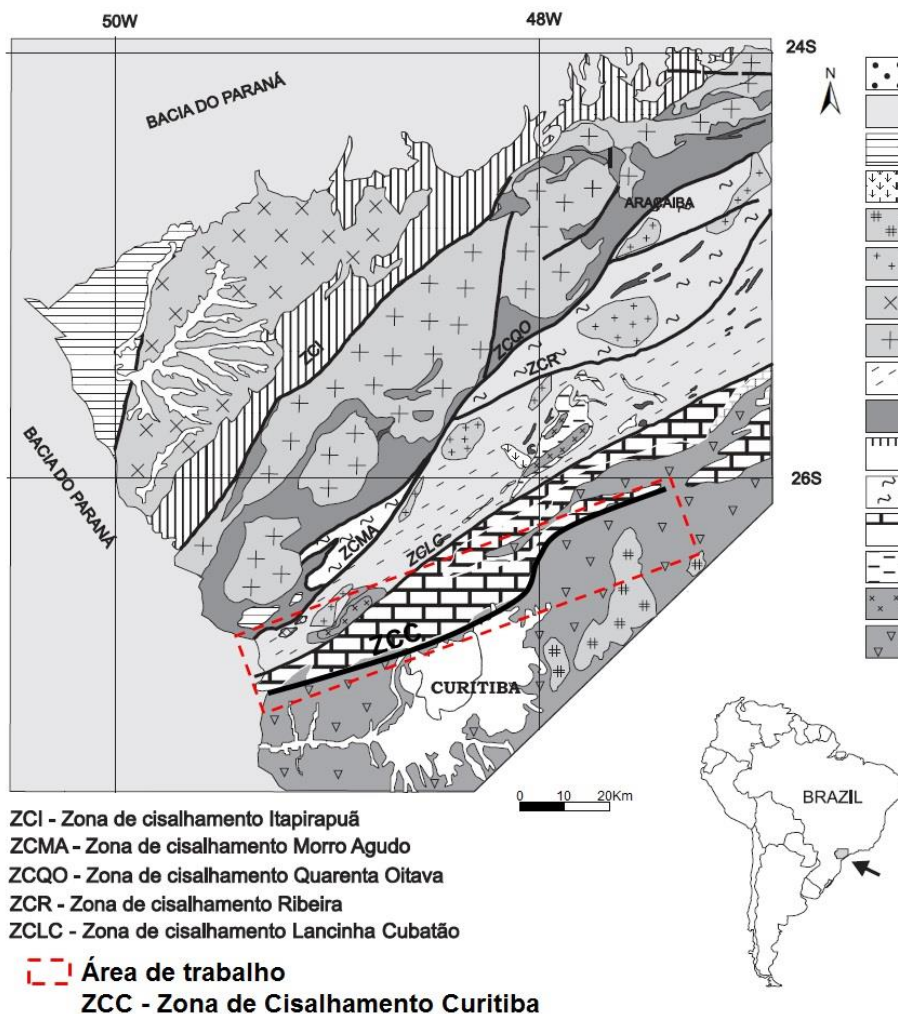 50W
48W
24S
N
BACIA DO PARANÁ
ARAÇAIBA
ZCI
ZCQO
ZCR
26S
BACIA DO PARANÁ
ZCMA
ZCLC
ZCC
CURITIBA
0 10 20Km
BRAZIL
ZCI - Zona de cisalhamento Itapirapuã
ZCMA - Zona de cisalhamento Morro Agudo
ZCQO - Zona de cisalhamento Quarenta Oitava
ZCR - Zona de cisalhamento Ribeira
ZCLC - Zona de cisalhamento Lancinha Cubatão
Área de trabalho
ZCC - Zona de Cisalhamento Curitiba